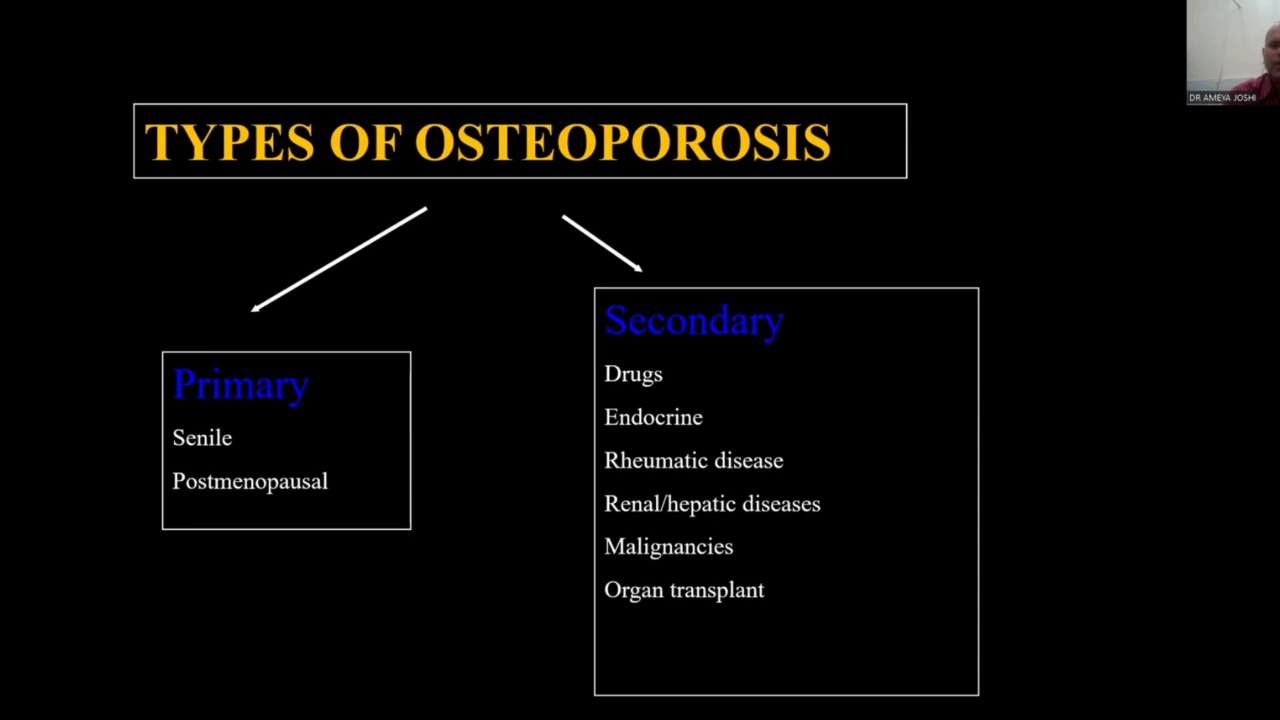 DR AMEYA JOSHI
TYPES OF OSTEOPOROSIS
Primary
Senile
Postmenopausal
Secondary
Drugs
Endocrine
Rheumatic disease
Renal/hepatic diseases
Malignancies
Organ transplant